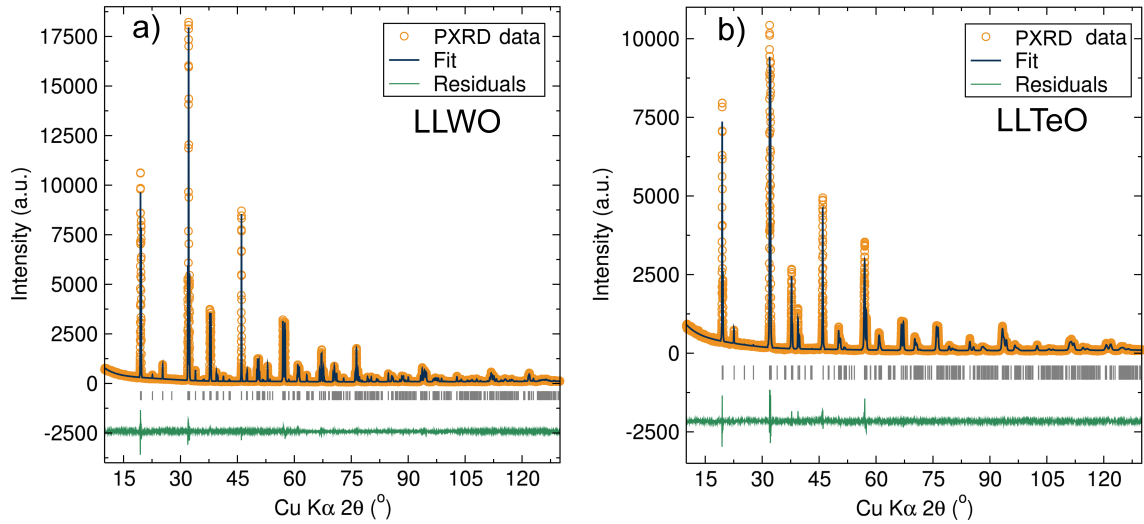 a)
PXRD data
Fit
Residuals
LLWO
17500
15000
12500
10000
7500
5000
2500
0
-2500
Intensity (a.u.)
15 30 45 60 75 90 105 120
Cu Kα 2θ (o)
b)
PXRD data
Fit
Residuals
LLTeO
10000
7500
5000
2500
0
-2500
Intensity (a.u.)
15 30 45 60 75 90 105 120
Cu Kα 2θ (o)